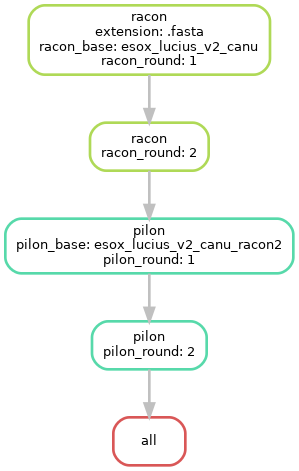 racon
extension: .fasta
racon_base: esox_lucius_v2_canu
racon_round: 1
racon
racon_round: 2
pilon
pilon_base: esox_lucius_v2_canu_racon2
pilon_round: 1
pilon
pilon_round: 2
all